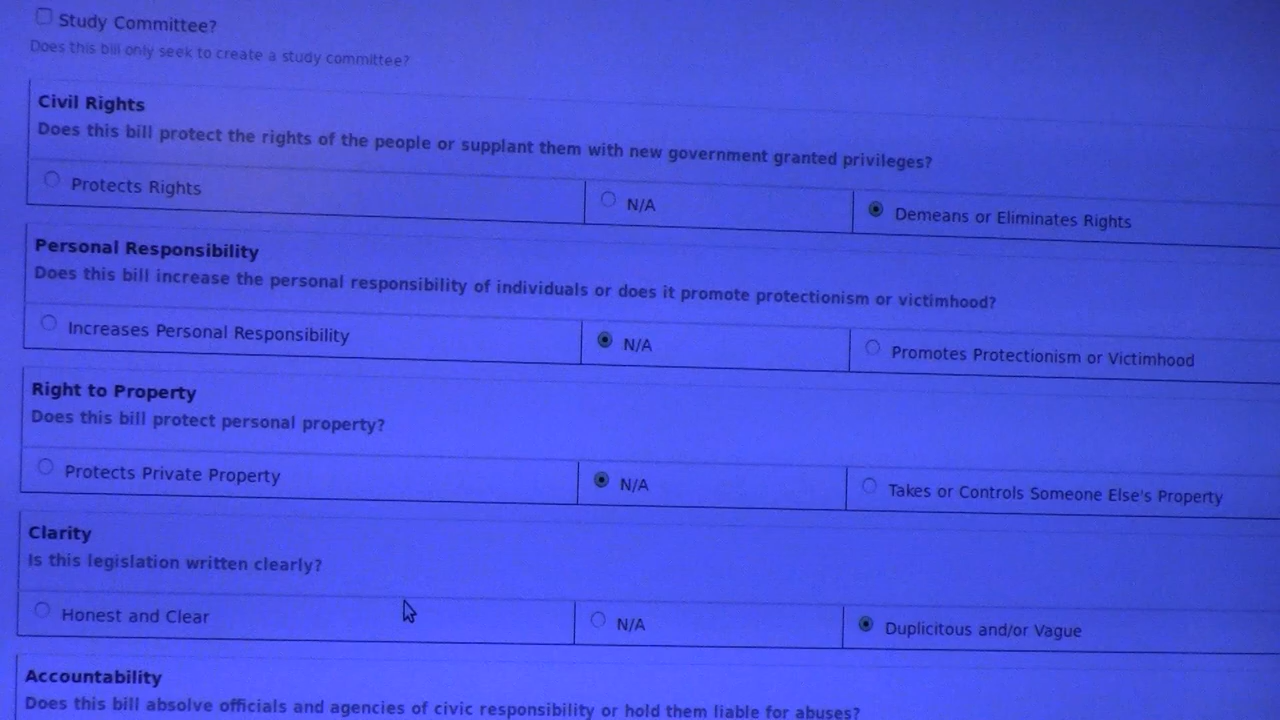 Study Committee?
Does this bill only seek to create a study committee?
Civil Rights
Does this bill protect the rights of the people or supplant them with new government granted privileges?
Protects Rights
N/A
Demeans or Eliminates Rights
Personal Responsibility
Does this bill increase the personal responsibility of individuals or does it promote protectionism or victimhood?
Increases Personal Responsibility
N/A
Promotes Protectionism or Victimhood
Right to Property
Does this bill protect personal property?
Protects Private Property
N/A
Takes or Controls Someone Else's Property
Clarity
Is this legislation written clearly?
Honest and Clear
N/A
Duplicitous and/or Vague
Accountability
Does this bill absolve officials and agencies of civic responsibility or hold them liable for abuses?